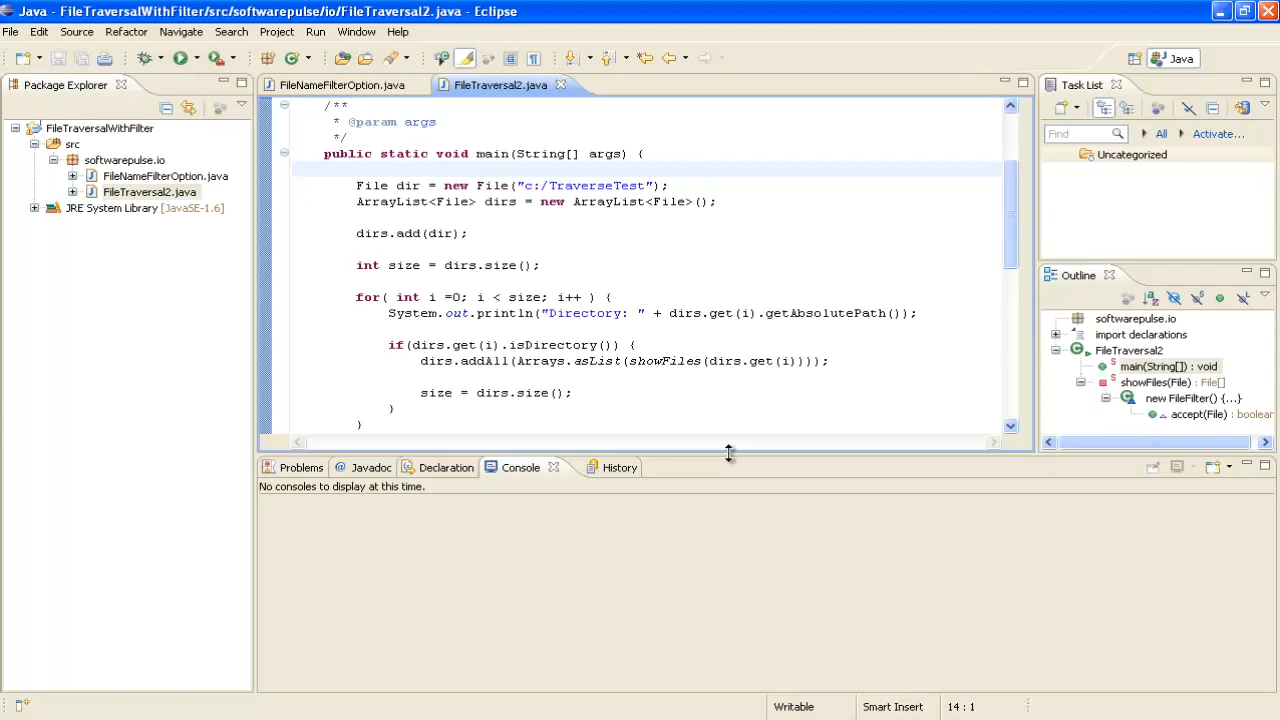 Java - FileTraversalWithFilter/src/softwarepulse/io/FileTraversal2.java - Eclipse
File Edit Source Refactor Navigate Search Project Run Window Help
Java
Package Explorer
FileTraversalWithFilter
src
softwarepulse.io
FileNameFilterOption.java
FileTraversal2.java
JRE System Library [JavaSE-1.6]
FileNameFilterOption.java FileTraversal2.java
/**
* @param args
*/
public static void main(String[] args) {
File dir = new File("c:/TraverseTest");
ArrayList<File> dirs = new ArrayList<File>();
dirs.add(dir);
int size = dirs.size();
for( int i =0; i < size; i++ ) {
System.out.println("Directory: " + dirs.get(i).getAbsolutePath());
if(dirs.get(i).isDirectory()) {
dirs.addAll(Arrays.asList(showFiles(dirs.get(i))));
size = dirs.size();
}
}
Task List
Find All Activate...
Uncategorized
Outline
softwarepulse.io
import declarations
FileTraversal2
main(String[]) : void
showFiles(File) : File[]
new FileFilter() {...}
accept(File) : boolean
Problems @ Javadoc Declaration Console History
No consoles to display at this time.
Writable Smart Insert 14 : 1